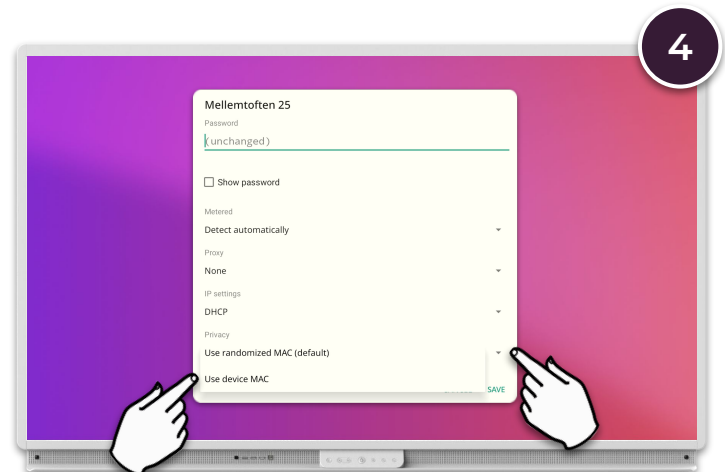 4
Mellemtoften 25
Password
(unchanged)
Show password
Metered
Detect automatically
Proxy
None
IP settings
DHCP
Privacy
Use randomized MAC (default)
Use device MAC
SAVE